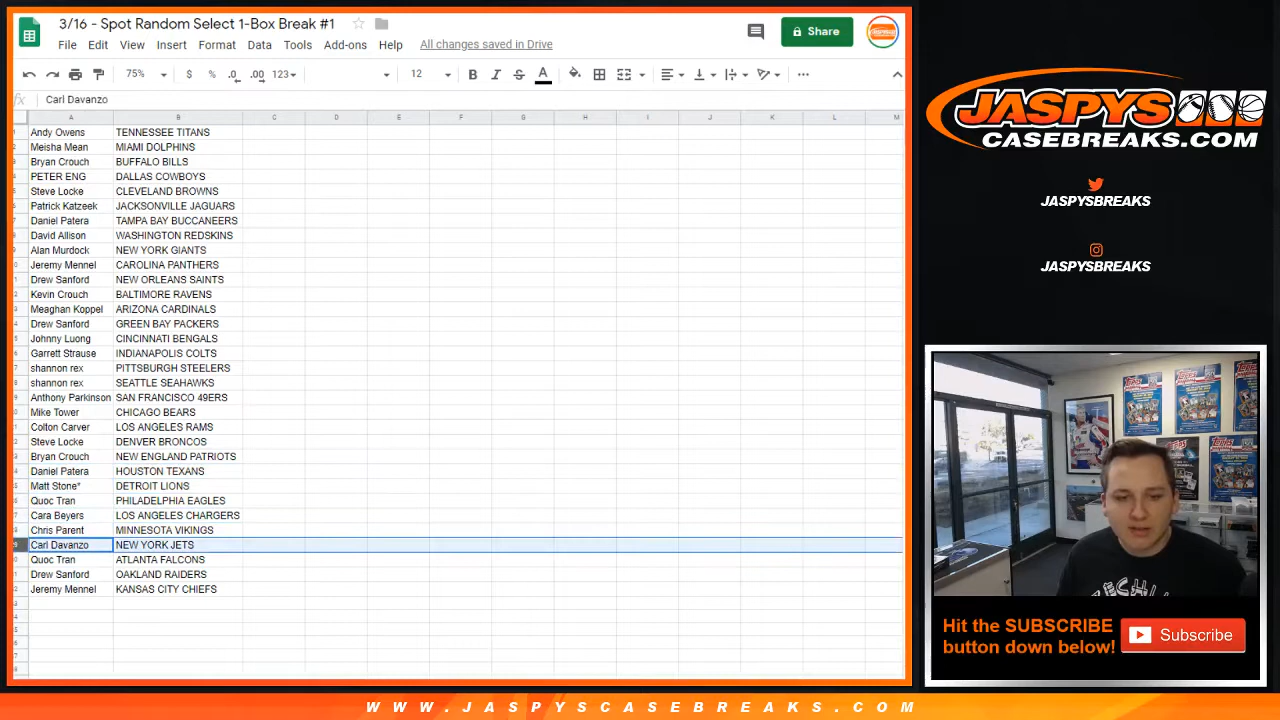 3/16 - Spot Random Select 1-Box Break #1
File Edit View Insert Format Data Tools Add-ons Help All changes saved in Drive
Share
75% $ % .0 .00 123 12 B I S A
fx Carl Davanzo
A B C D E F G H I J K L M
Andy Owens TENNESSEE TITANS
Meisha Mean MIAMI DOLPHINS
Bryan Crouch BUFFALO BILLS
PETER ENG DALLAS COWBOYS
Steve Locke CLEVELAND BROWNS
Patrick Katzeek JACKSONVILLE JAGUARS
Daniel Patera TAMPA BAY BUCCANEERS
David Allison WASHINGTON REDSKINS
Alan Murdock NEW YORK GIANTS
Jeremy Mennel CAROLINA PANTHERS
Drew Sanford NEW ORLEANS SAINTS
Kevin Crouch BALTIMORE RAVENS
Meaghan Koppel ARIZONA CARDINALS
Drew Sanford GREEN BAY PACKERS
Johnny Luong CINCINNATI BENGALS
Garrett Strause INDIANAPOLIS COLTS
shannon rex PITTSBURGH STEELERS
shannon rex SEATTLE SEAHAWKS
Anthony Parkinson SAN FRANCISCO 49ERS
Mike Tower CHICAGO BEARS
Colton Carver LOS ANGELES RAMS
Steve Locke DENVER BRONCOS
Bryan Crouch NEW ENGLAND PATRIOTS
Daniel Patera HOUSTON TEXANS
Matt Stone* DETROIT LIONS
Quoc Tran PHILADELPHIA EAGLES
Cara Beyers LOS ANGELES CHARGERS
Chris Parent MINNESOTA VIKINGS
Carl Davanzo NEW YORK JETS
Quoc Tran ATLANTA FALCONS
Drew Sanford OAKLAND RAIDERS
Jeremy Mennel KANSAS CITY CHIEFS
JASPYS
CASEBREAKS.COM
JASPYSBREAKS
JASPYSBREAKS
Topps
Topps
Hit the SUBSCRIBE
button down below!
Subscribe
WWW.JASPYSCASEBREAKS.COM